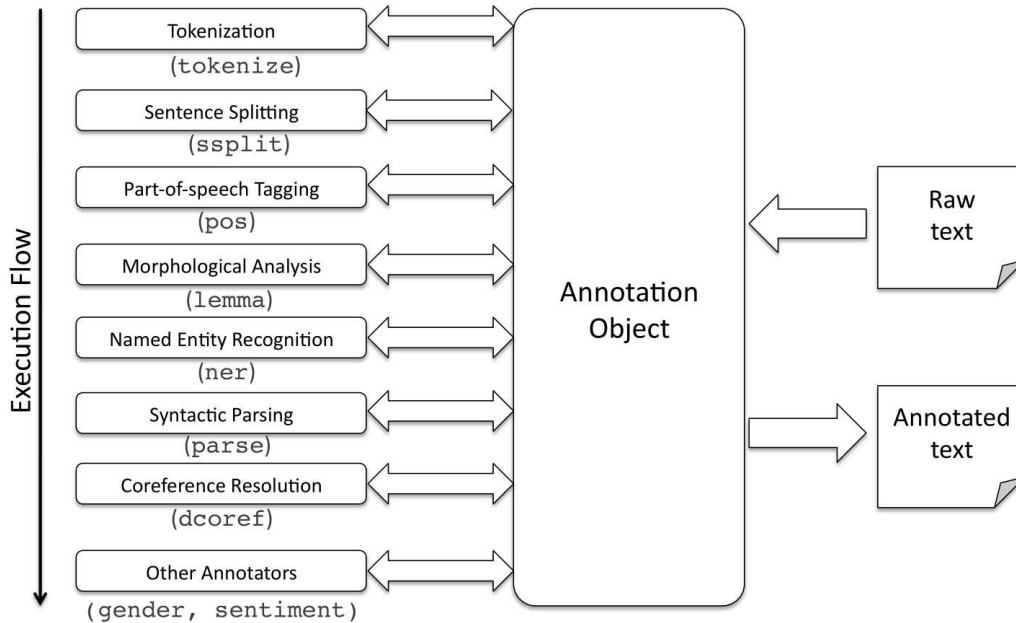 Execution Flow
Tokenization
(tokenize)
Sentence Splitting
(ssplit)
Part-of-speech Tagging
(pos)
Morphological Analysis
(lemma)
Named Entity Recognition
(ner)
Syntactic Parsing
(parse)
Coreference Resolution
(dcoref)
Other Annotators
(gender, sentiment)
Annotation
Object
Raw
text
Annotated
text